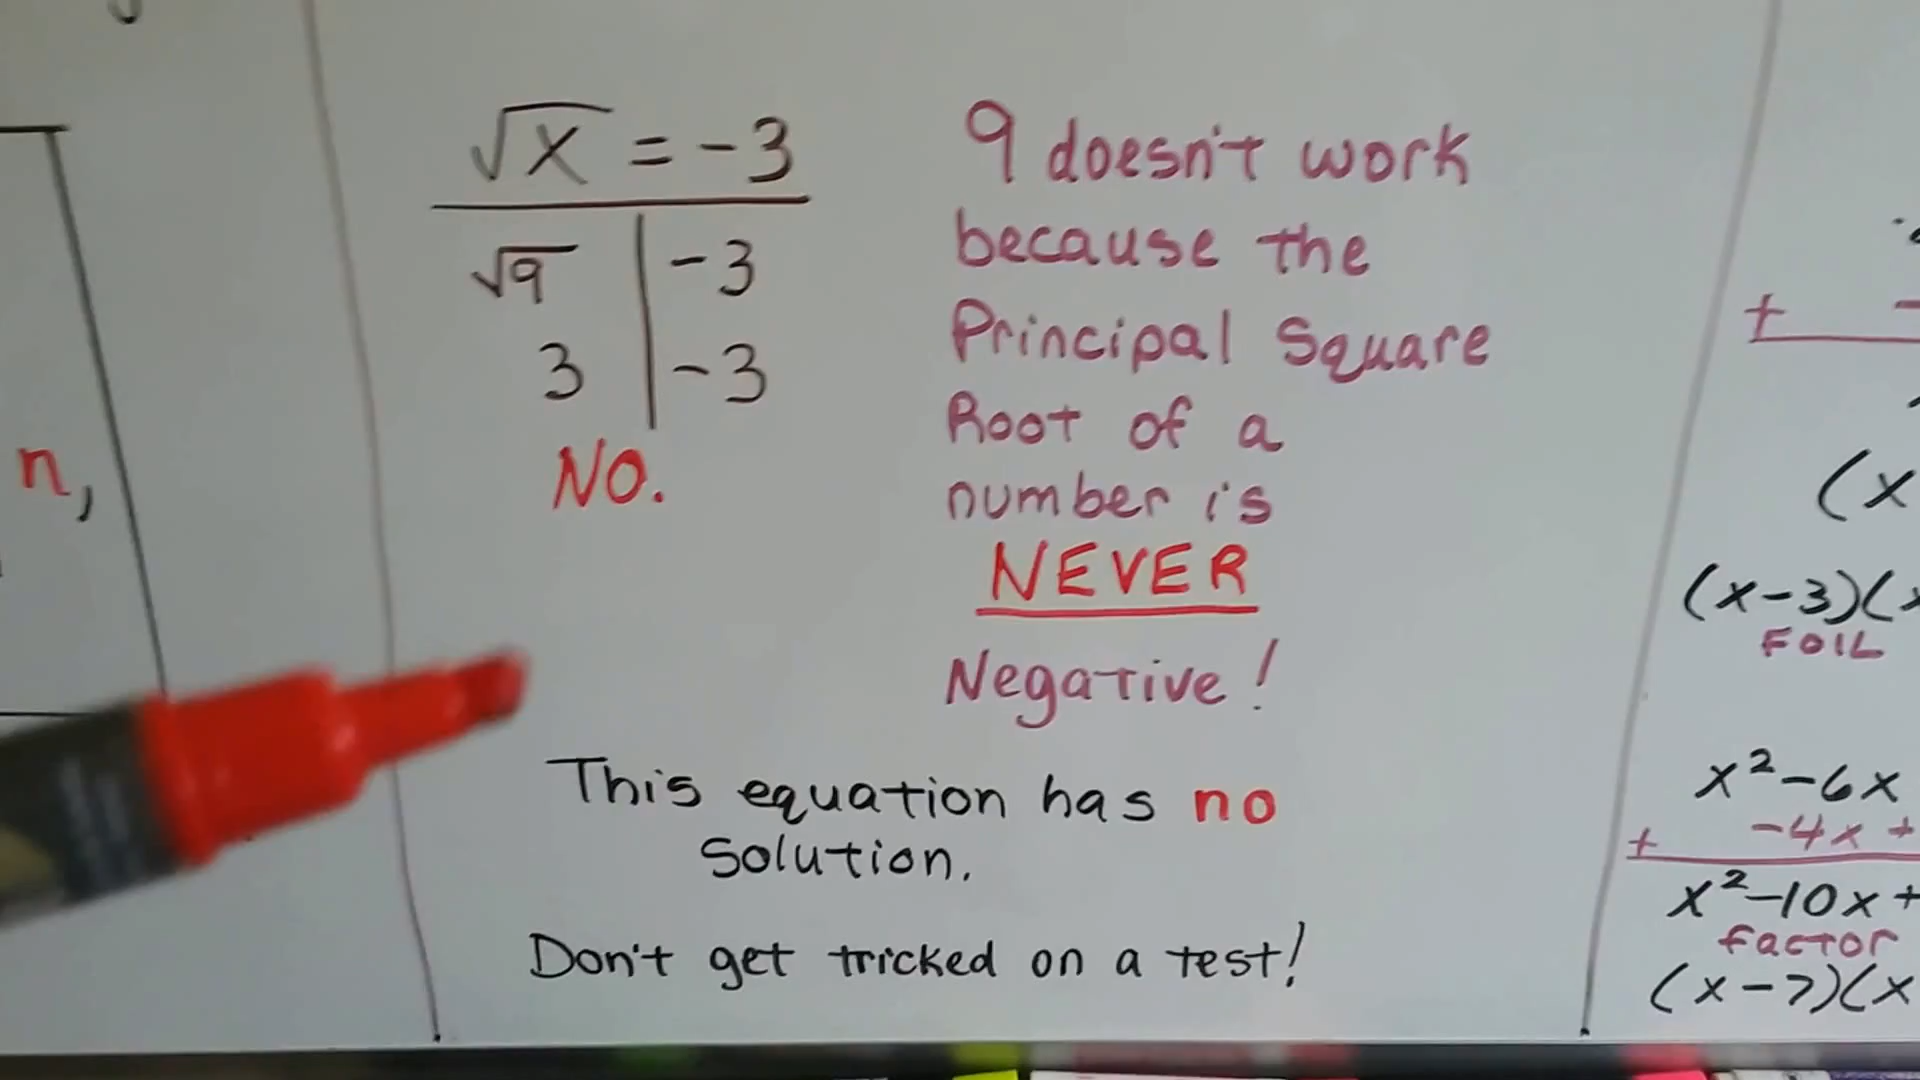 √x = -3
√9 | -3
3 | -3
NO.
9 doesn't work
because the
Principal Square
Root of a
number is
NEVER
Negative!
This equation has no
solution.
Don't get tricked on a test!
n,
+ -
(x
(x-3)(x
FOIL
x²-6x
+ -4x +
x²-10x+
factor
(x-7)(x